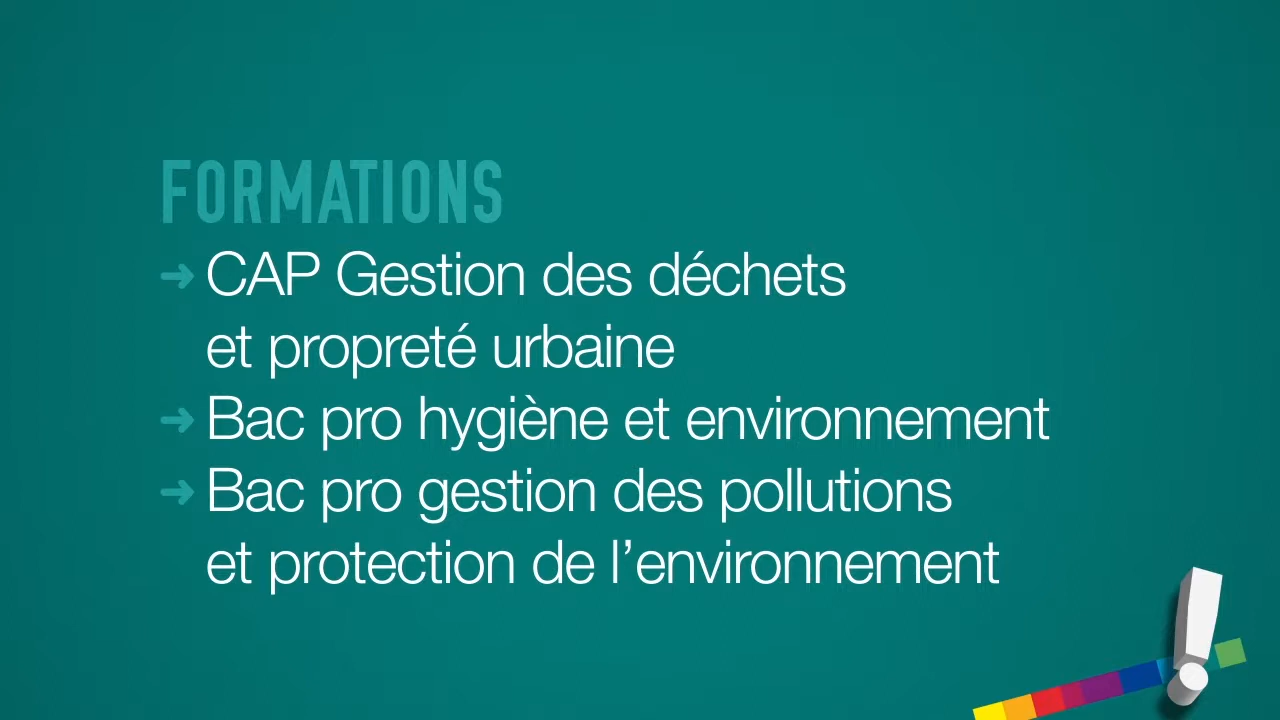 FORMATIONS
➜ CAP Gestion des déchets
et propreté urbaine
➜ Bac pro hygiène et environnement
➜ Bac pro gestion des pollutions
et protection de l’environnement